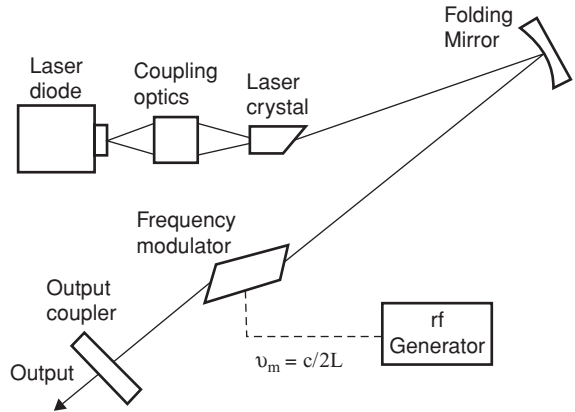 Folding
Mirror
Laser
diode
Coupling
optics
Laser
crystal
Frequency
modulator
Output
coupler
Output
rf
Generator
υm = c/2L